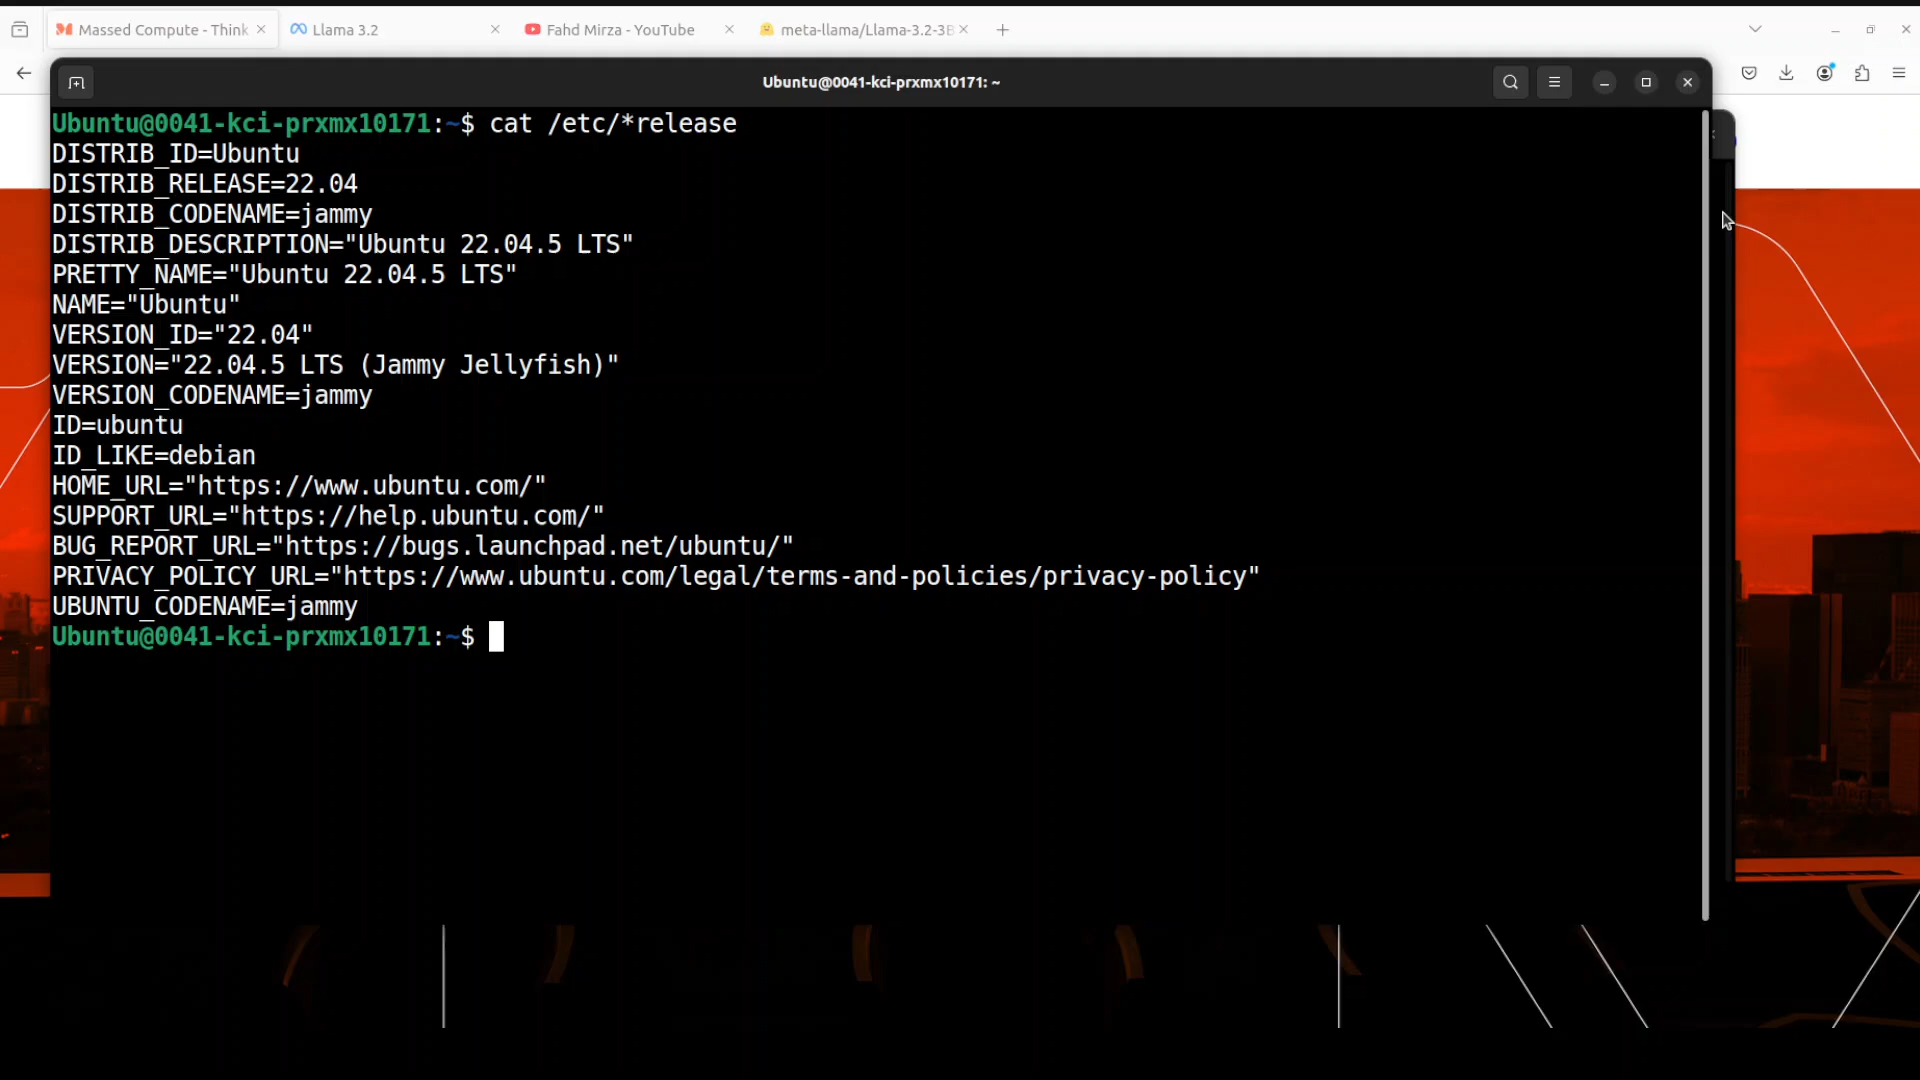 Massed Compute - Think
Llama 3.2
Fahd Mirza - YouTube
meta-llama/Llama-3.2-3B
Ubuntu@0041-kci-prxmx10171: ~
Ubuntu@0041-kci-prxmx10171:~$ cat /etc/*release
DISTRIB_ID=Ubuntu
DISTRIB_RELEASE=22.04
DISTRIB_CODENAME=jammy
DISTRIB_DESCRIPTION="Ubuntu 22.04.5 LTS"
PRETTY_NAME="Ubuntu 22.04.5 LTS"
NAME="Ubuntu"
VERSION_ID="22.04"
VERSION="22.04.5 LTS (Jammy Jellyfish)"
VERSION_CODENAME=jammy
ID=ubuntu
ID_LIKE=debian
HOME_URL="https://www.ubuntu.com/"
SUPPORT_URL="https://help.ubuntu.com/"
BUG_REPORT_URL="https://bugs.launchpad.net/ubuntu/"
PRIVACY_POLICY_URL="https://www.ubuntu.com/legal/terms-and-policies/privacy-policy"
UBUNTU_CODENAME=jammy
Ubuntu@0041-kci-prxmx10171:~$